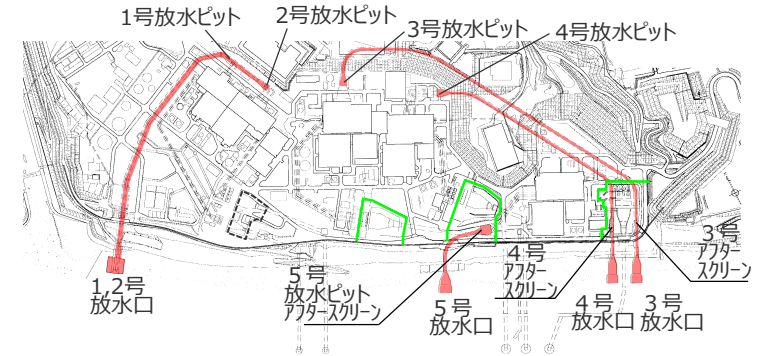 1号放水ピット
2号放水ピット
3号放水ピット
4号放水ピット
1,2号
放水口
5号
放水ピット
アフタースクリーン
5号
放水口
4号
アフター
スクリーン
4号
放水口
3号
放水口
3号
アフター
スクリーン